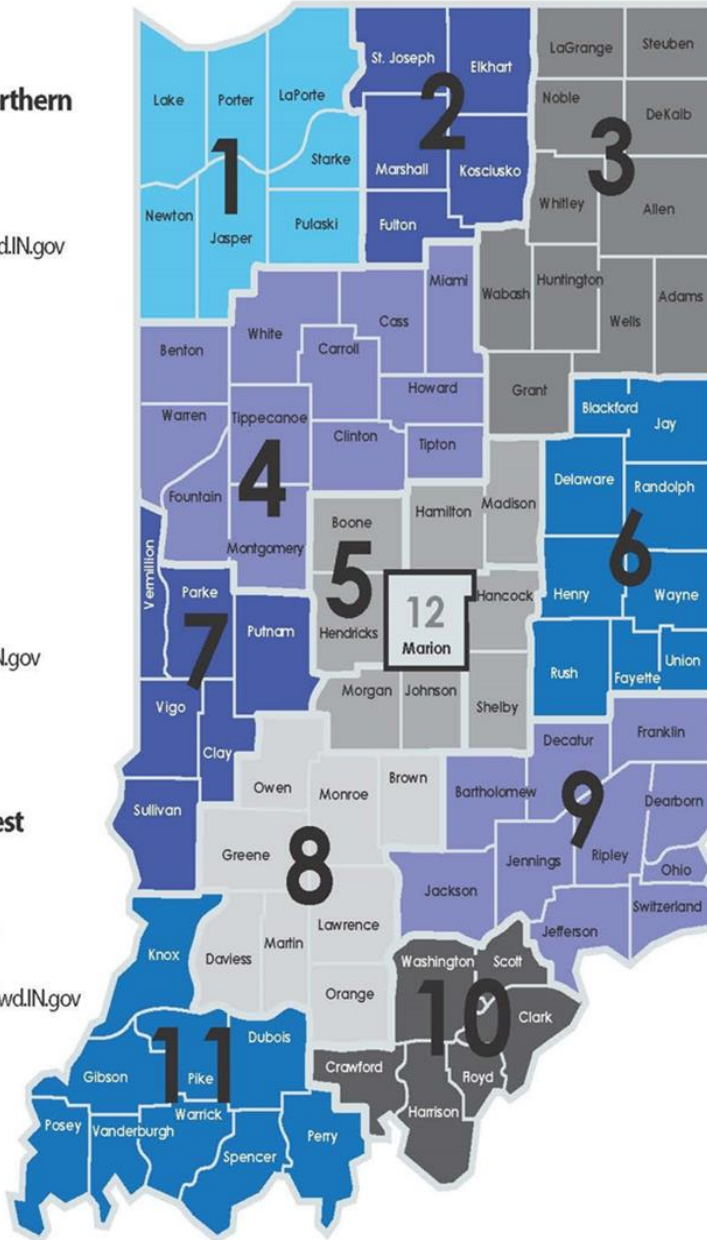 rthern
d.IN.gov
N.gov
est
wd.IN.gov
St. Joseph
Elkhart
LaGrange
Steuben
Lake
Porter
LaPorte
2
Noble
DeKalb
1
Starke
Marshall
Kosciusko
3
Newton
Jasper
Pulaski
Fulton
Whitley
Allen
Miami
Wabash
Huntington
Adams
White
Cass
Wells
Benton
Carroll
Howard
Grant
Blackford
Jay
Warren
Tippecanoe
Clinton
Tipton
4
Delaware
Randolph
Fountain
Boone
Hamilton
Madison
Montgomery
5
6
Vermillion
Parke
12
Marion
Hancock
Henry
Wayne
7
Putnam
Hendricks
Rush
Fayette
Union
Vigo
Morgan
Johnson
Shelby
Clay
Decatur
Franklin
Owen
Monroe
Brown
Bartholomew
9
Dearborn
Sullivan
Greene
8
Jennings
Ripley
Ohio
Jackson
Switzerland
Lawrence
Jefferson
Knox
Daviess
Martin
Washington
Scott
Orange
10
Clark
Dubois
11
Gibson
Pike
Crawford
Floyd
Harrison
Posey
Vanderburgh
Warrick
Spencer
Perry